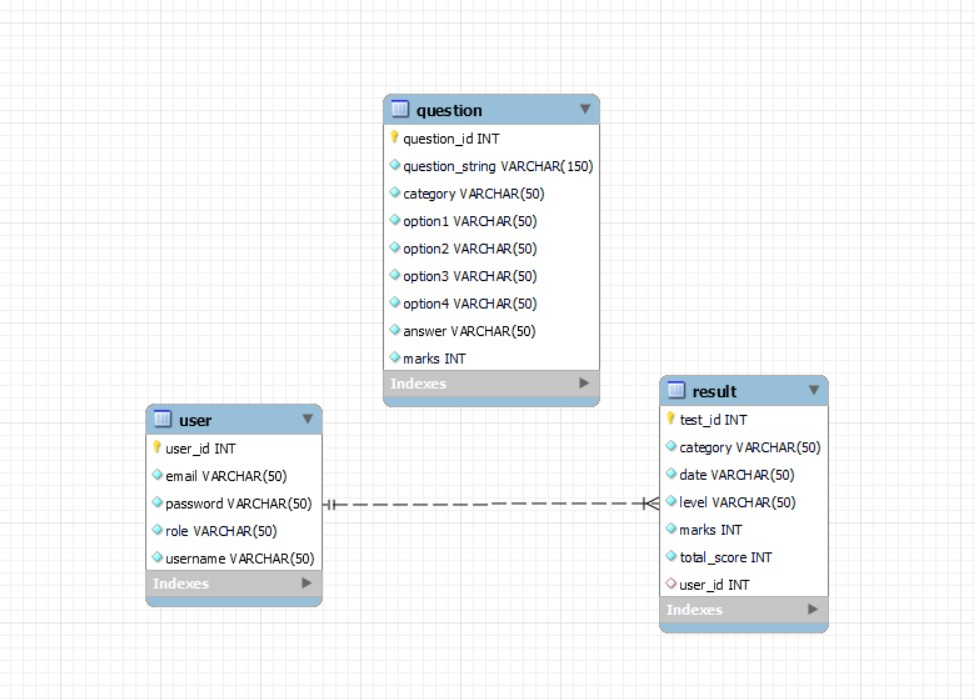 question
question_id INT
question_string VARCHAR(150)
category VARCHAR(50)
option1 VARCHAR(50)
option2 VARCHAR(50)
option3 VARCHAR(50)
option4 VARCHAR(50)
answer VARCHAR(50)
marks INT
Indexes
user
user_id INT
email VARCHAR(50)
password VARCHAR(50)
role VARCHAR(50)
username VARCHAR(50)
Indexes
result
test_id INT
category VARCHAR(50)
date VARCHAR(50)
level VARCHAR(50)
marks INT
total_score INT
user_id INT
Indexes